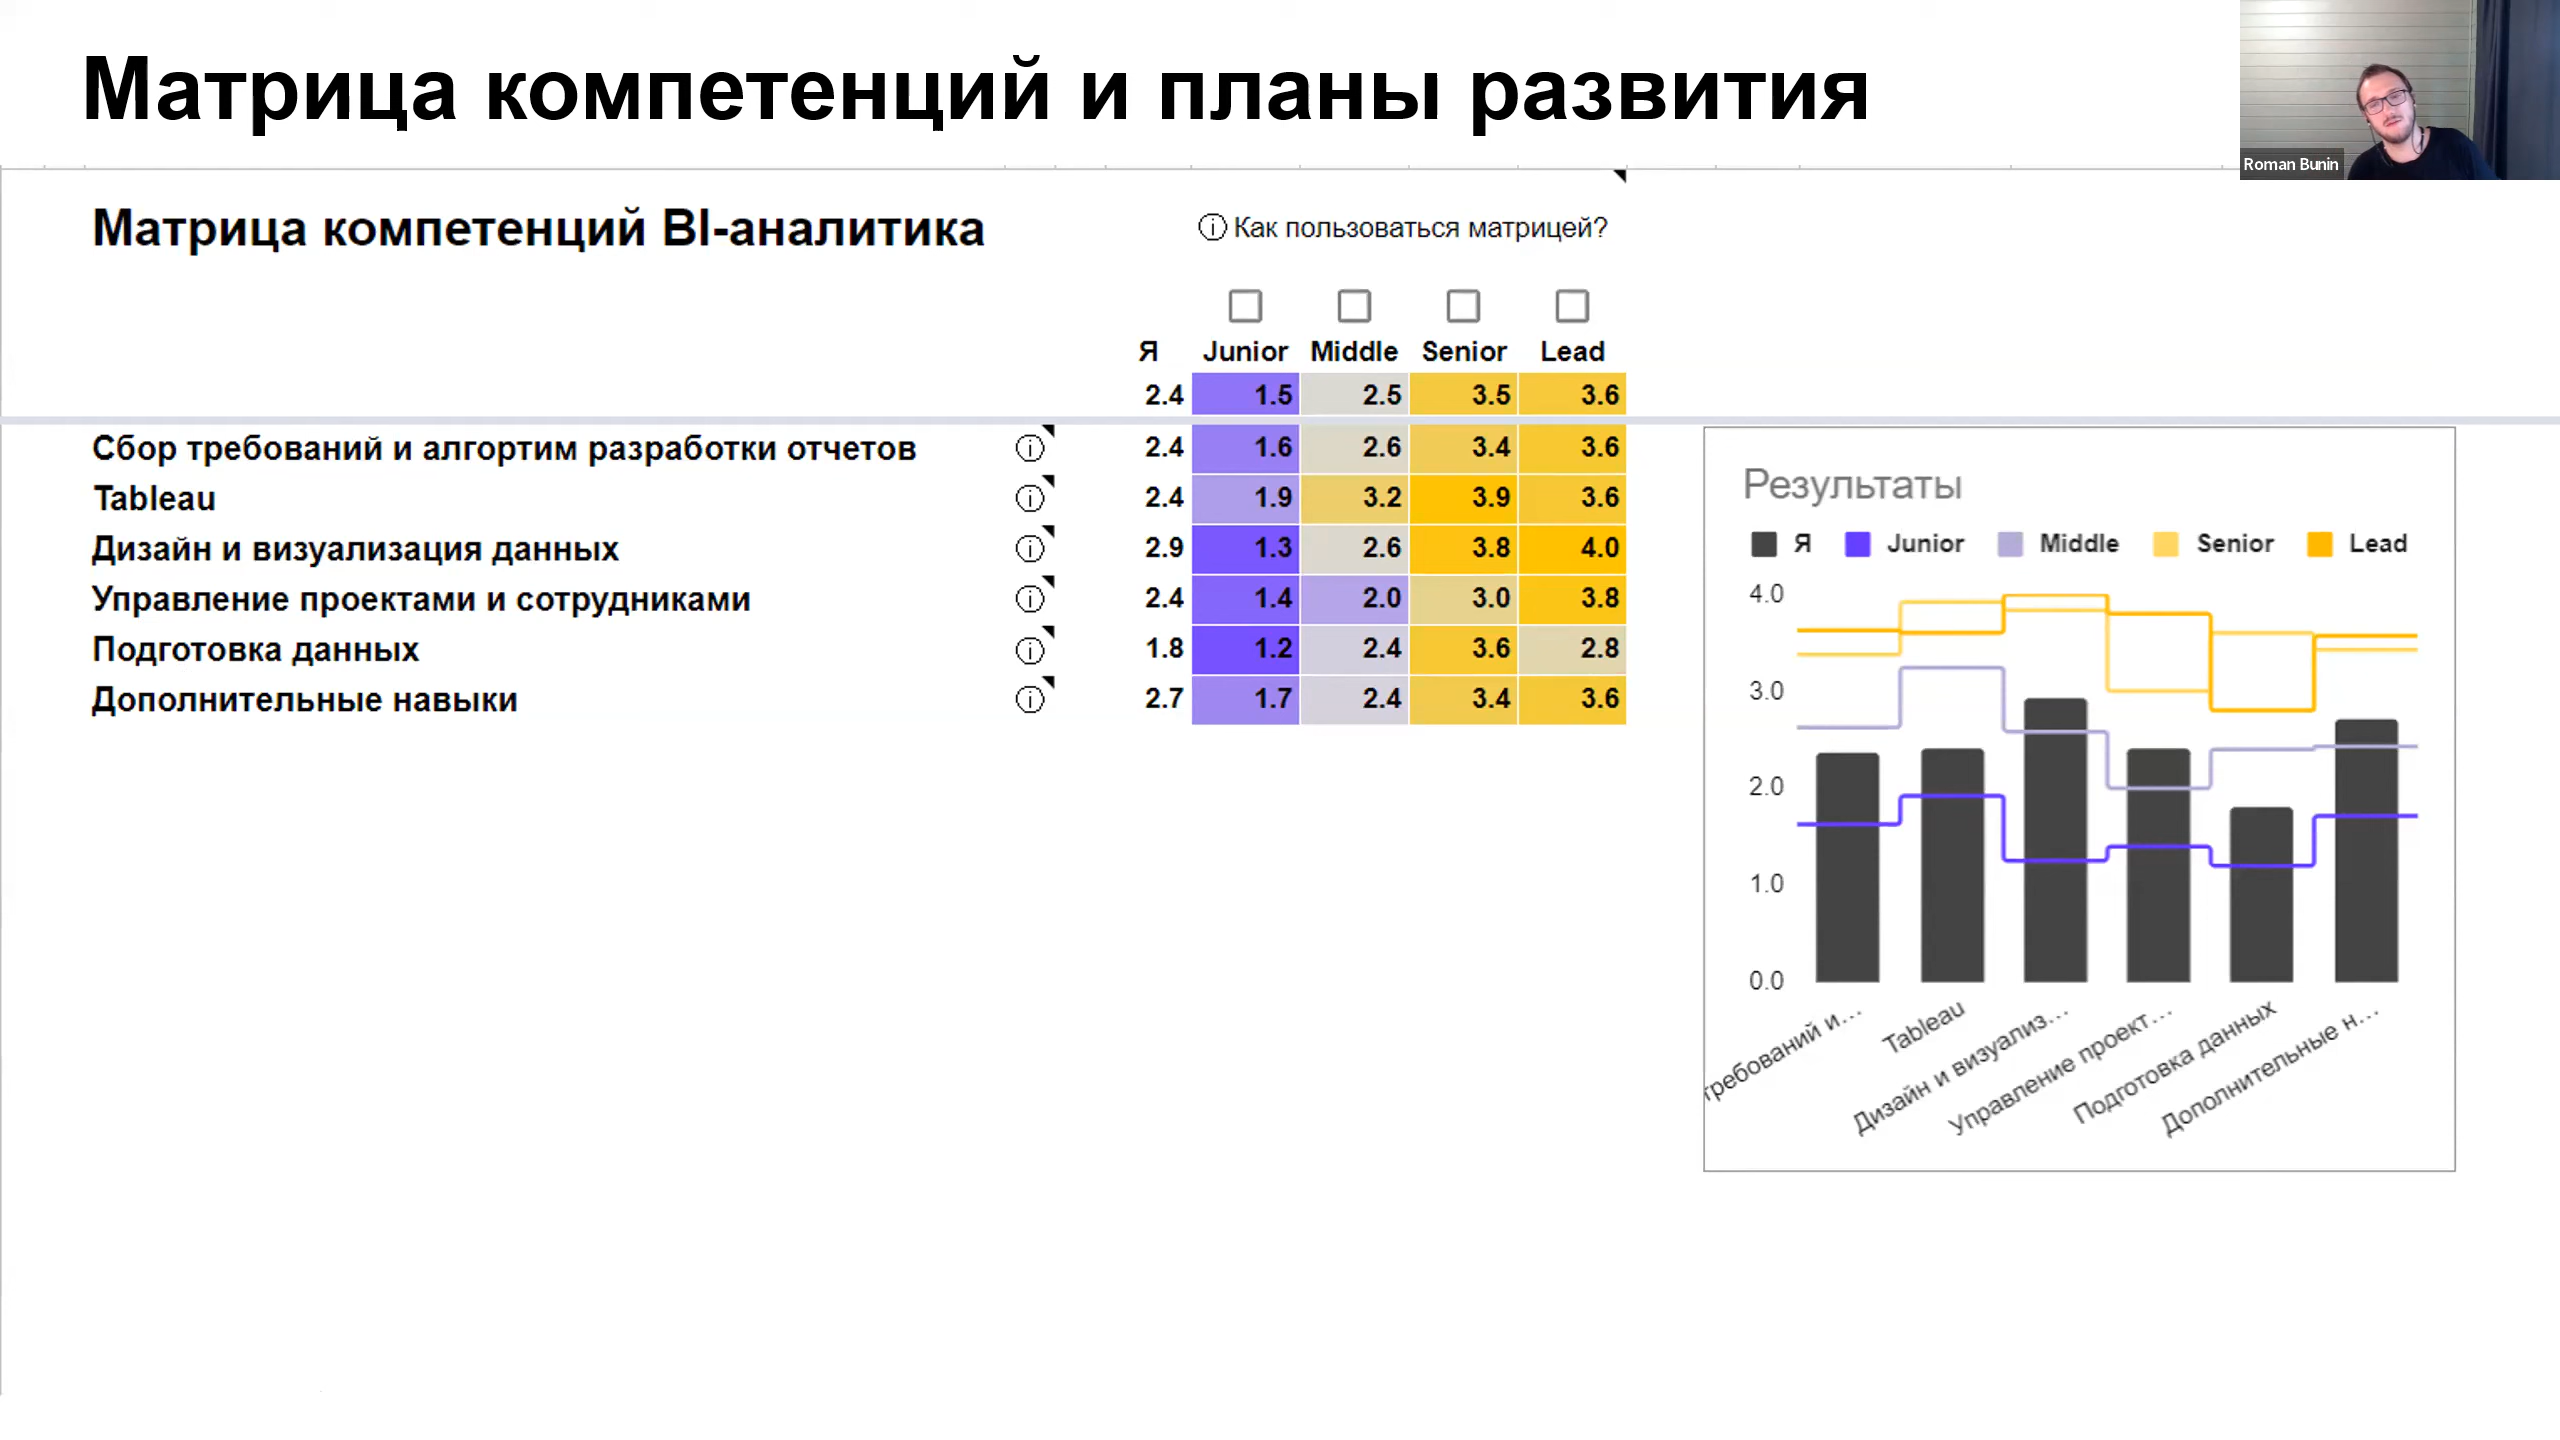 Матрица компетенций и планы развития
Roman Bunin
Матрица компетенций BI-аналитика
Как пользоваться матрицей?
Я Junior Middle Senior Lead
2.4 1.5 2.5 3.5 3.6
Сбор требований и алгортим разработки отчетов 2.4 1.6 2.6 3.4 3.6
Tableau 2.4 1.9 3.2 3.9 3.6
Дизайн и визуализация данных 2.9 1.3 2.6 3.8 4.0
Управление проектами и сотрудниками 2.4 1.4 2.0 3.0 3.8
Подготовка данных 1.8 1.2 2.4 3.6 2.8
Дополнительные навыки 2.7 1.7 2.4 3.4 3.6
Результаты
Я Junior Middle Senior Lead
4.0
3.0
2.0
1.0
0.0
требований и...
Tableau
Дизайн и визуализ...
Управление проект...
Подготовка данных
Дополнительные н...